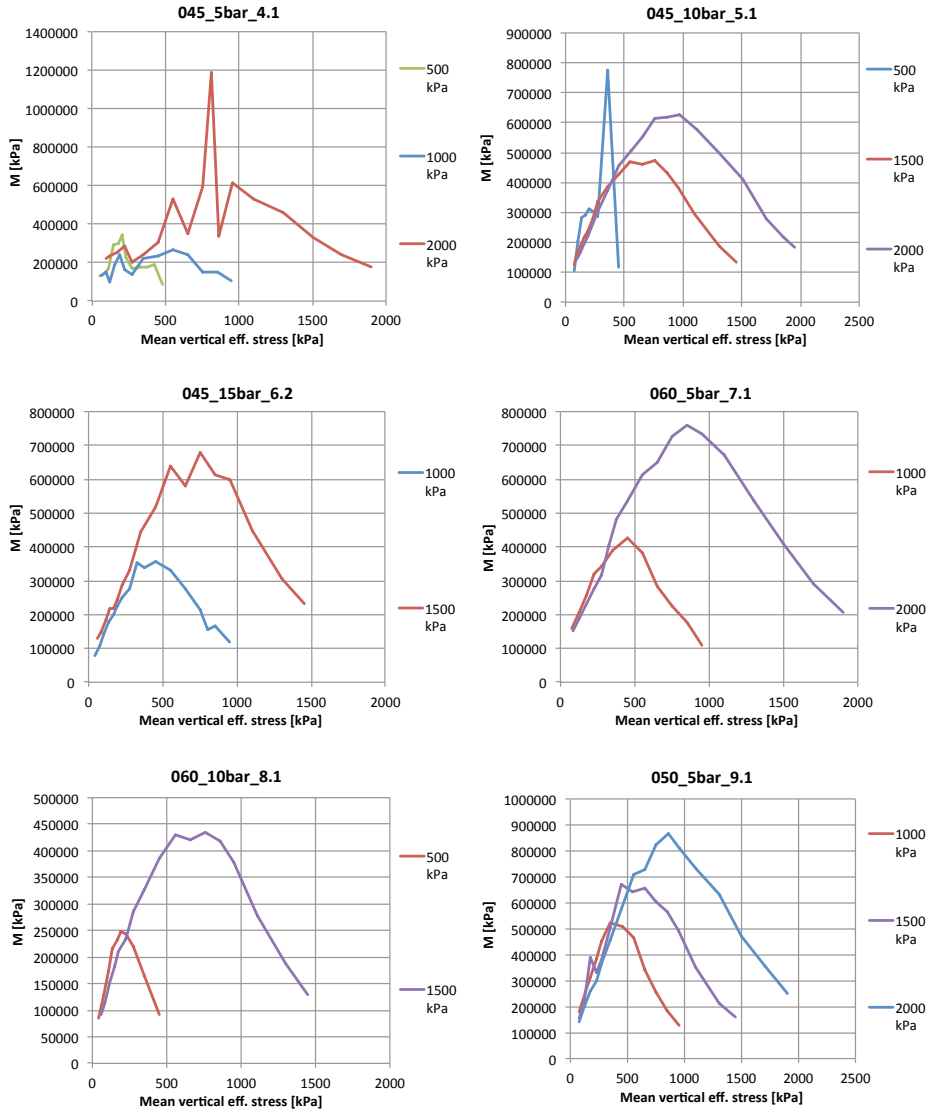 045_5bar_4.1
1400000
1200000
1000000
800000
600000
400000
200000
0
M [kPa]
0 500 1000 1500 2000
Mean vertical eff. stress [kPa]
500
kPa
1000
kPa
2000
kPa
045_10bar_5.1
900000
800000
700000
600000
500000
400000
300000
200000
100000
0
M [kPa]
0 500 1000 1500 2000 2500
Mean vertical eff. stress [kPa]
500
kPa
1500
kPa
2000
kPa
045_15bar_6.2
800000
700000
600000
500000
400000
300000
200000
100000
0
M [kPa]
0 500 1000 1500 2000
Mean vertical eff. stress [kPa]
1000
kPa
1500
kPa
060_5bar_7.1
800000
700000
600000
500000
400000
300000
200000
100000
0
M [kPa]
0 500 1000 1500 2000
Mean vertical eff. stress [kPa]
1000
kPa
2000
kPa
060_10bar_8.1
500000
450000
400000
350000
300000
250000
200000
150000
100000
50000
0
M [kPa]
0 500 1000 1500 2000
Mean vertical eff. stress [kPa]
500
kPa
1500
kPa
050_5bar_9.1
1000000
900000
800000
700000
600000
500000
400000
300000
200000
100000
0
M [kPa]
0 500 1000 1500 2000 2500
Mean vertical eff. stress [kPa]
1000
kPa
1500
kPa
2000
kPa